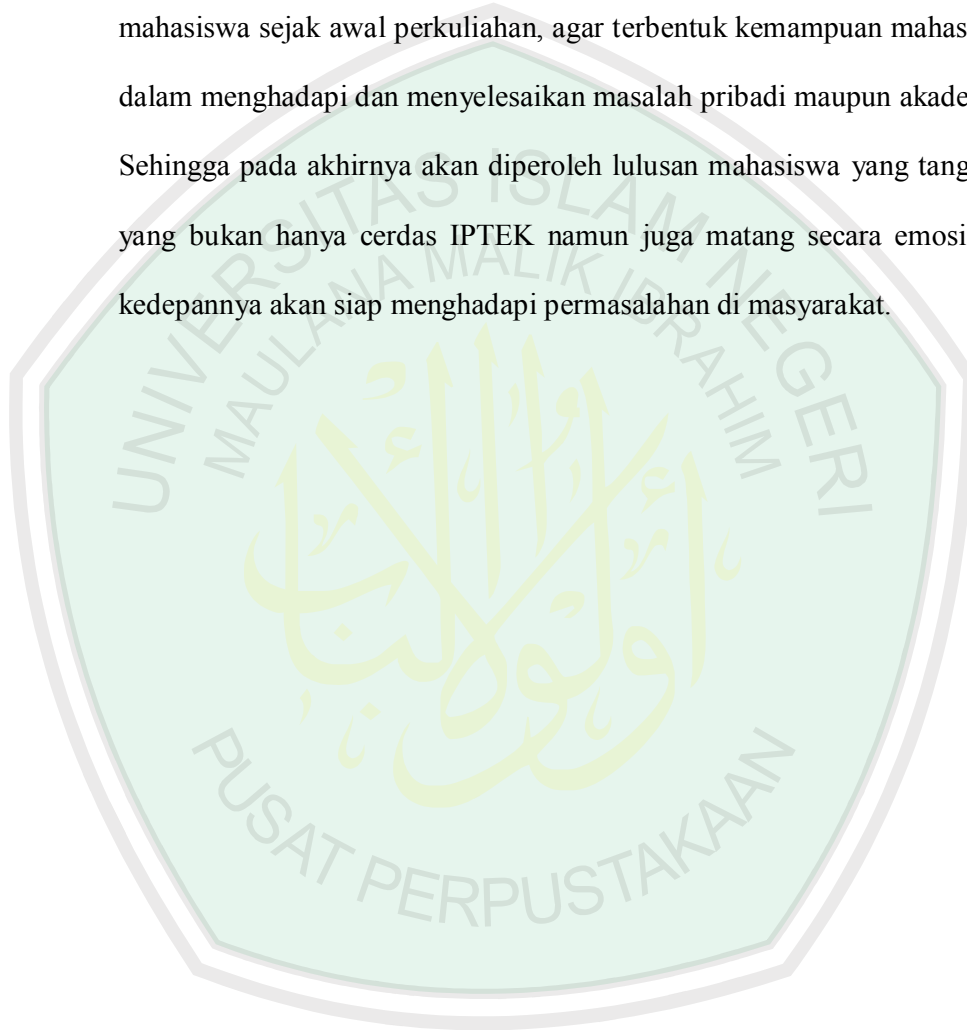 mahasiswa sejak awal perkuliahan, agar terbentuk kemampuan mahas
dalam menghadapi dan menyelesaikan masalah pribadi maupun akade
Sehingga pada akhirnya akan diperoleh lulusan mahasiswa yang tang
yang bukan hanya cerdas IPTEK namun juga matang secara emosi
kedepannya akan siap menghadapi permasalahan di masyarakat.
UNIVERSITAS ISLAM NEGERI
MAULANA MALIK IBRAHIM
أولوا الألباب
PUSAT PERPUSTAKAAN